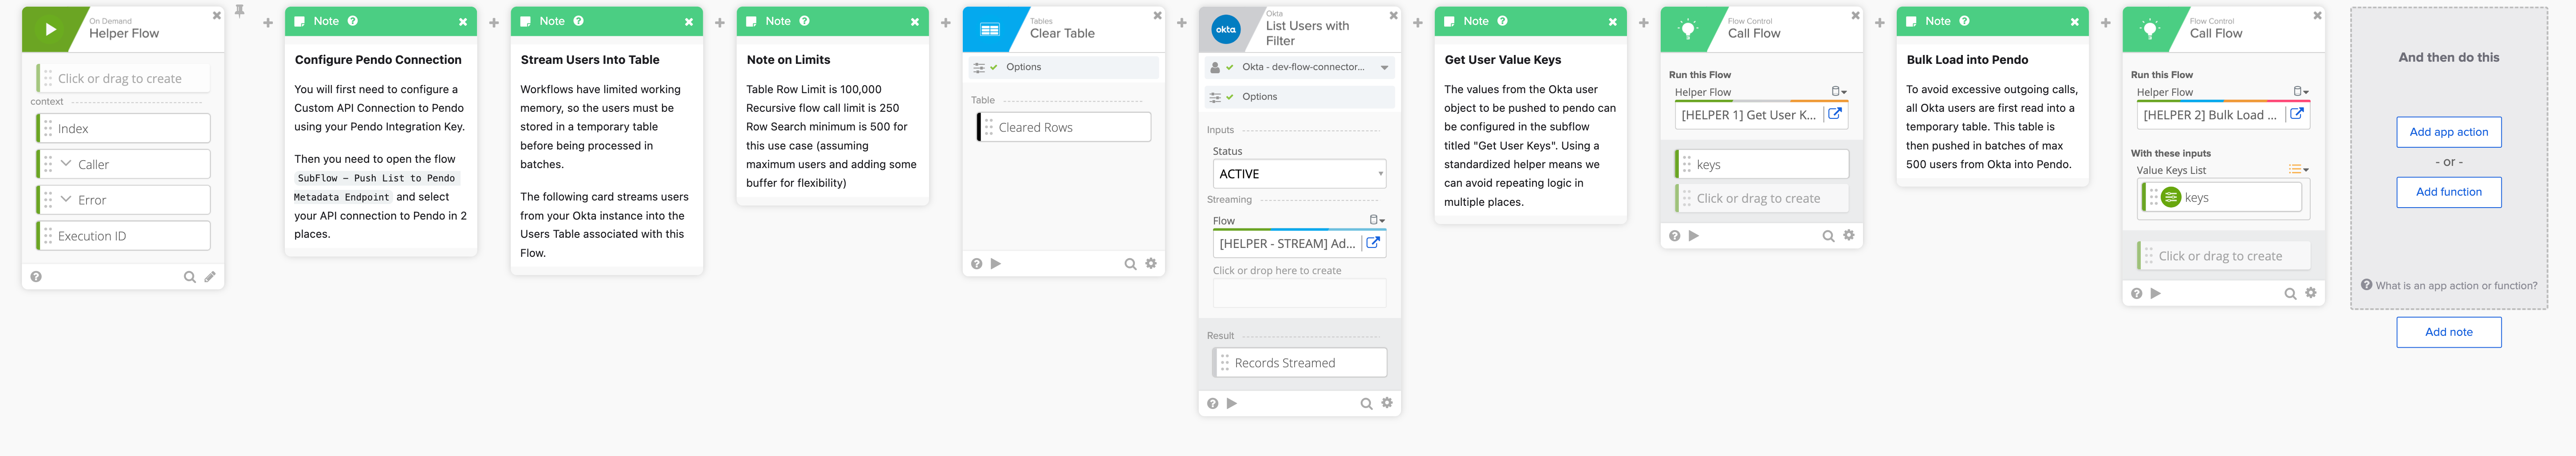 On Demand
Helper Flow
Click or drag to create
context
Index
Caller
Error
Execution ID
Note
Configure Pendo Connection
You will first need to configure a
Custom API Connection to Pendo
using your Pendo Integration Key.
Then you need to open the flow
SubFlow – Push List to Pendo
Metadata Endpoint and select
your API connection to Pendo in 2
places.
Note
Stream Users Into Table
Workflows have limited working
memory, so the users must be
stored in a temporary table
before being processed in
batches.
The following card streams users
from your Okta instance into the
Users Table associated with this
Flow.
Note
Note on Limits
Table Row Limit is 100,000
Recursive flow call limit is 250
Row Search minimum is 500 for
this use case (assuming
maximum users and adding some
buffer for flexibility)
Tables
Clear Table
Options
Table
Cleared Rows
okta
Okta
List Users with
Filter
Okta - dev-flow-connector...
Options
Inputs
Status
ACTIVE
Streaming
Flow
[HELPER - STREAM] Ad...
Click or drop here to create
Result
Records Streamed
Note
Get User Value Keys
The values from the Okta user
object to be pushed to pendo can
be configured in the subflow
titled "Get User Keys". Using a
standardized helper means we
can avoid repeating logic in
multiple places.
Flow Control
Call Flow
Run this Flow
Helper Flow
[HELPER 1] Get User K...
keys
Click or drag to create
Note
Bulk Load into Pendo
To avoid excessive outgoing calls,
all Okta users are first read into a
temporary table. This table is
then pushed in batches of max
500 users from Okta into Pendo.
Flow Control
Call Flow
Run this Flow
Helper Flow
[HELPER 2] Bulk Load ...
With these inputs
Value Keys List
keys
Click or drag to create
And then do this
Add app action
- or -
Add function
What is an app action or function?
Add note